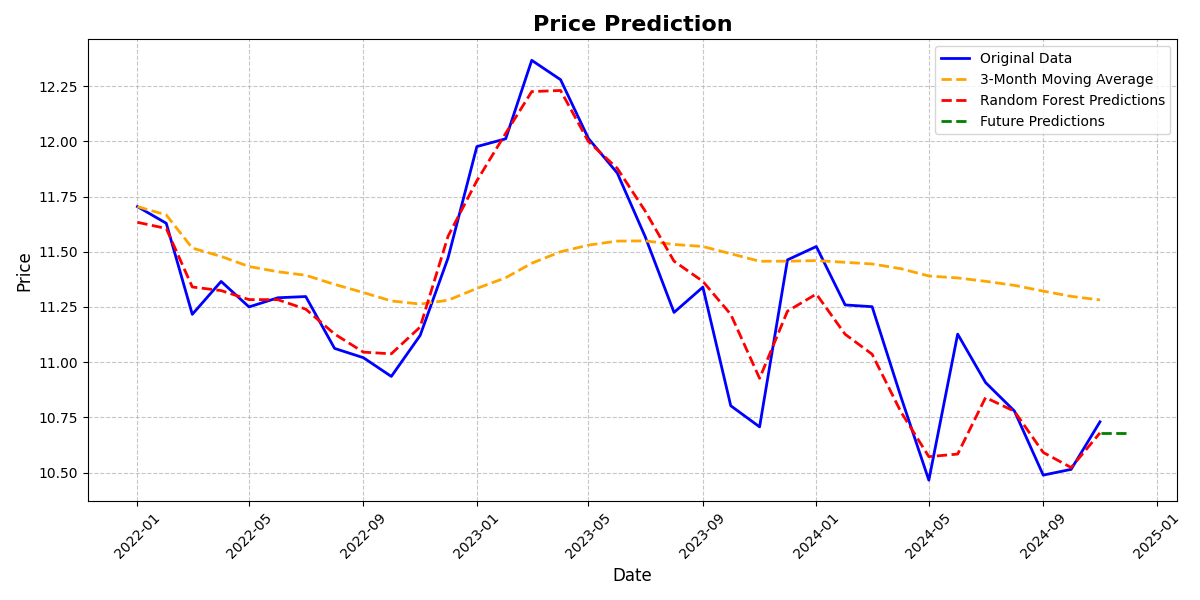 Price Prediction
Original Data
3-Month Moving Average
Random Forest Predictions
Future Predictions
Price
12.25
12.00
11.75
11.50
11.25
11.00
10.75
10.50
2022-01
2022-05
2022-09
2023-01
2023-05
2023-09
2024-01
2024-05
2024-09
2025-01
Date